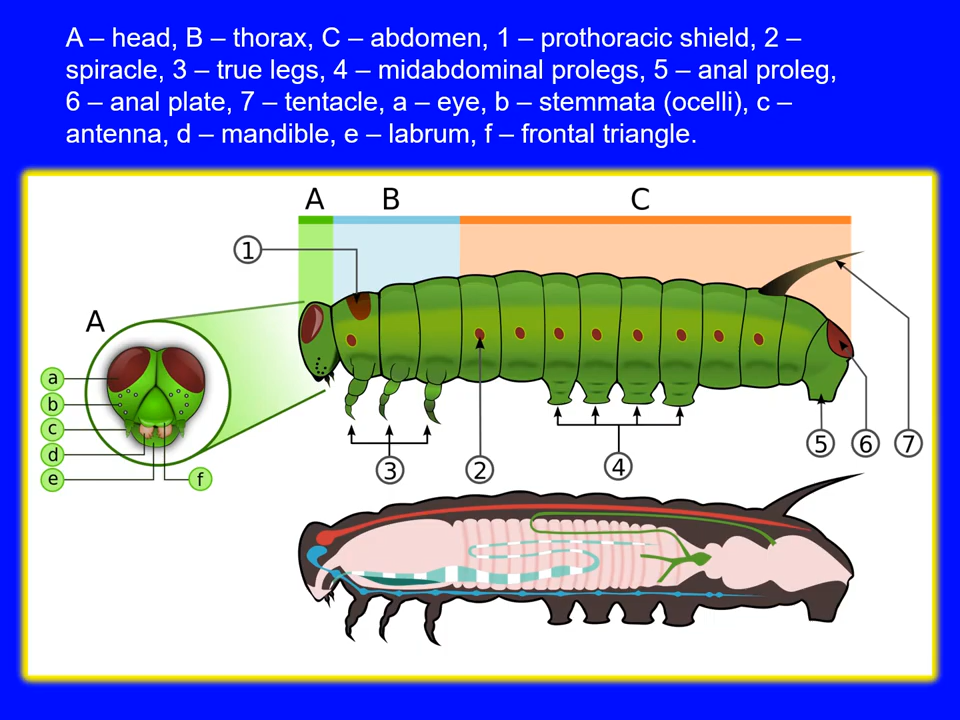 A – head, B – thorax, C – abdomen, 1 – prothoracic shield, 2 –
spiracle, 3 – true legs, 4 – midabdominal prolegs, 5 – anal proleg,
6 – anal plate, 7 – tentacle, a – eye, b – stemmata (ocelli), c –
antenna, d – mandible, e – labrum, f – frontal triangle.
A B C
1
A
a
b
c
d
e f
3 2 4 5 6 7